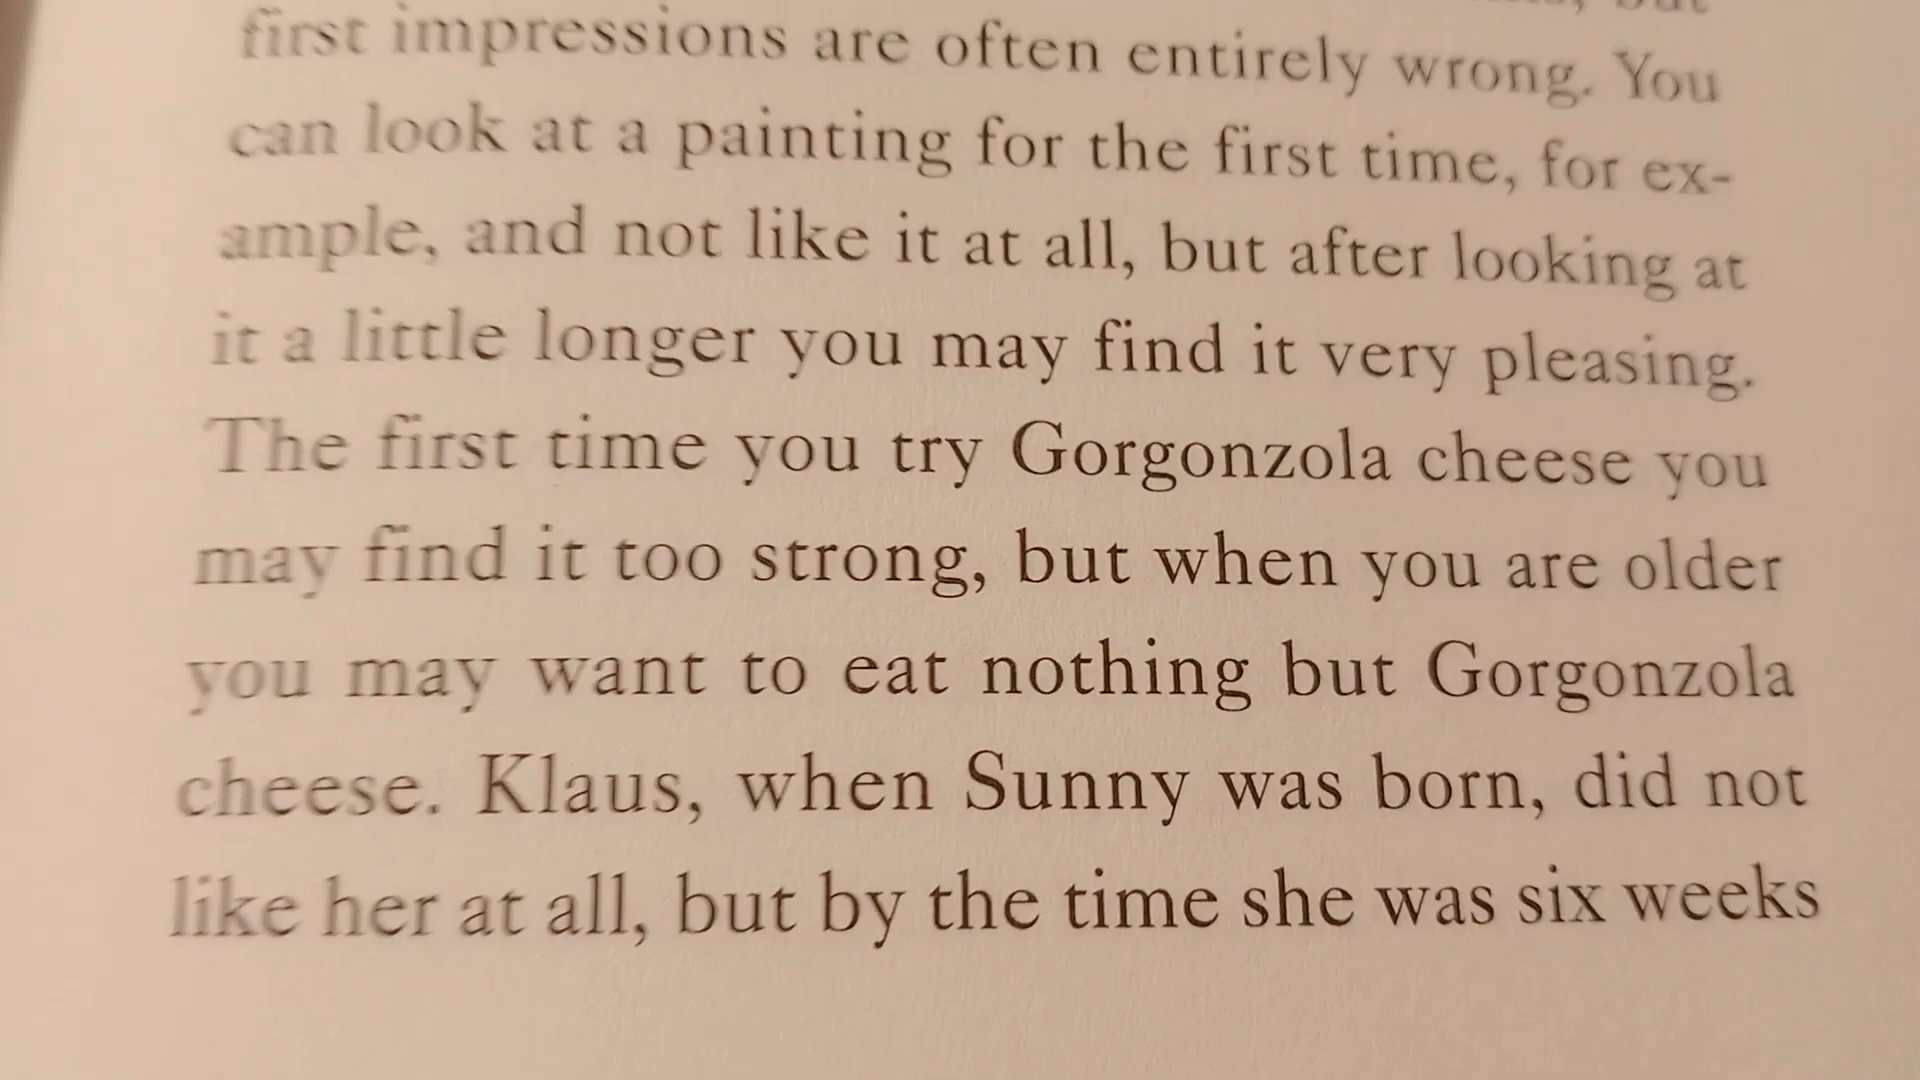 first impressions are often entirely wrong. You
can look at a painting for the first time, for ex-
ample, and not like it at all, but after looking at
it a little longer you may find it very pleasing.
The first time you try Gorgonzola cheese you
may find it too strong, but when you are older
you may want to eat nothing but Gorgonzola
cheese. Klaus, when Sunny was born, did not
like her at all, but by the time she was six weeks